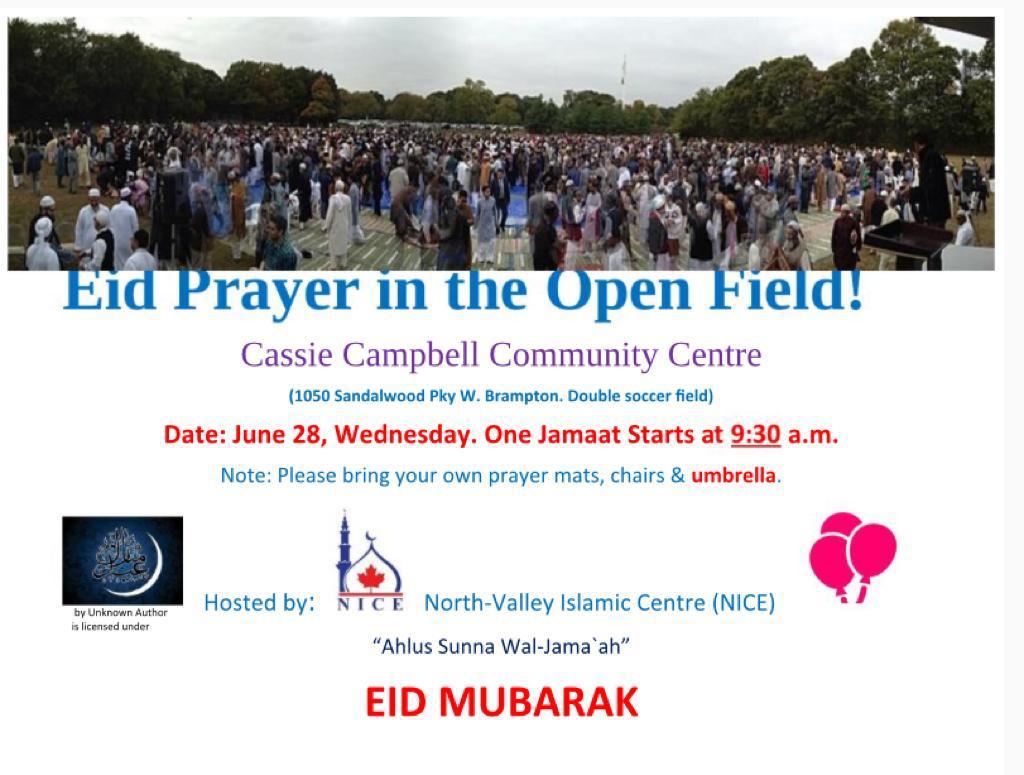 Eid Prayer in the Open Field!
Cassie Campbell Community Centre
(1050 Sandalwood Pky W. Brampton. Double soccer field)
Date: June 28, Wednesday. One Jamaat Starts at 9:30 a.m.
Note: Please bring your own prayer mats, chairs & umbrella.
by Unknown Author
is licensed under
Hosted by:
NICE
North-Valley Islamic Centre (NICE)
“Ahlus Sunna Wal-Jama`ah”
EID MUBARAK